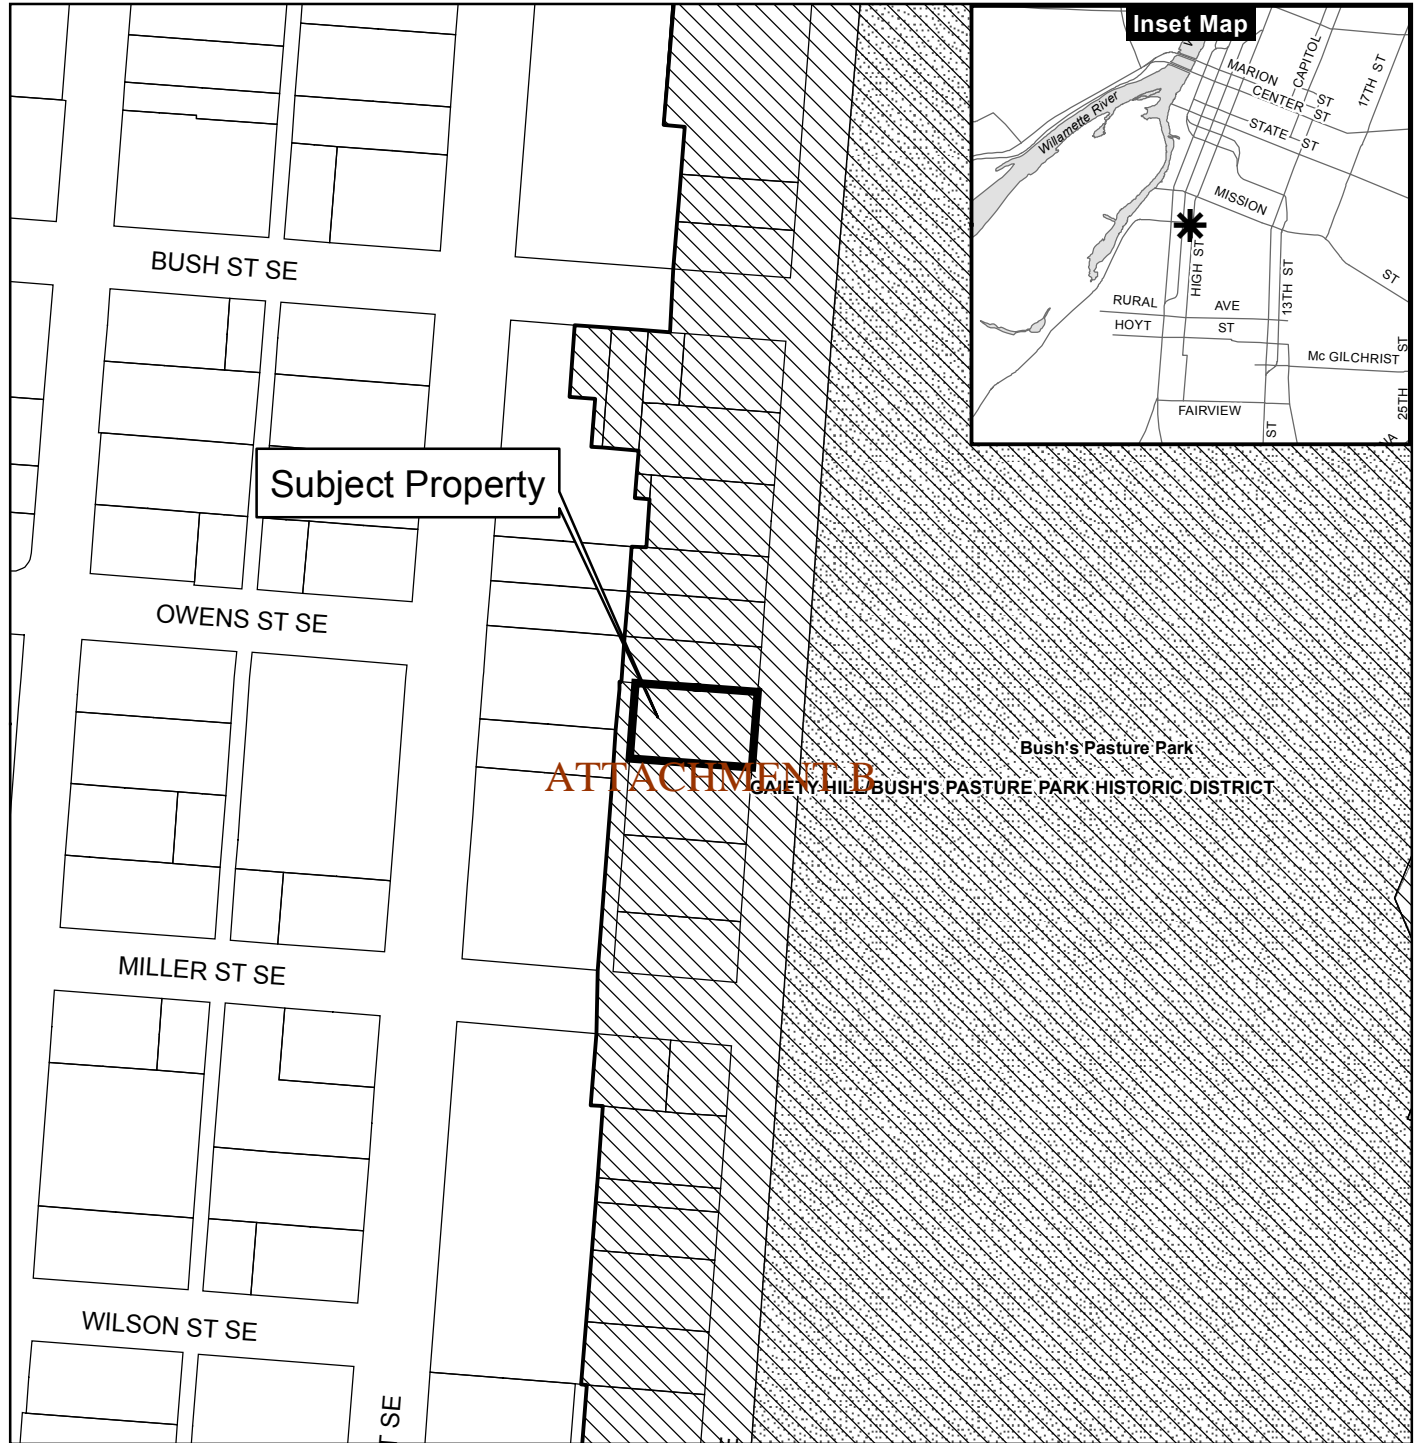 Inset Map
Willamette River
MARION ST
CENTER ST
STATE ST
CAPITOL
17TH ST
MISSION ST
HIGH ST
13TH ST
RURAL AVE
HOYT ST
Mc GILCHRIST ST
25TH
FAIRVIEW
ST
BUSH ST SE
Subject Property
OWENS ST SE
Bush's Pasture Park
ATTACHMENT B
GAIETY HILL/BUSH'S PASTURE PARK HISTORIC DISTRICT
MILLER ST SE
WILSON ST SE
T SE